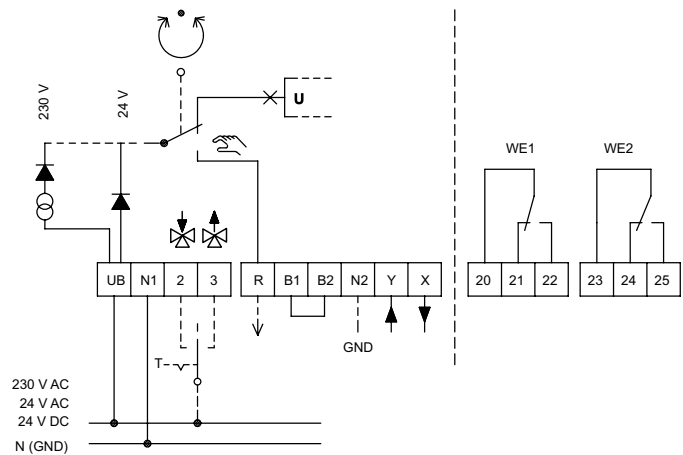 230 V
24 V
U
WE1
WE2
UB N1 2 3 R B1 B2 N2 Y X
20 21 22 23 24 25
GND
T
230 V AC
24 V AC
24 V DC
N (GND)